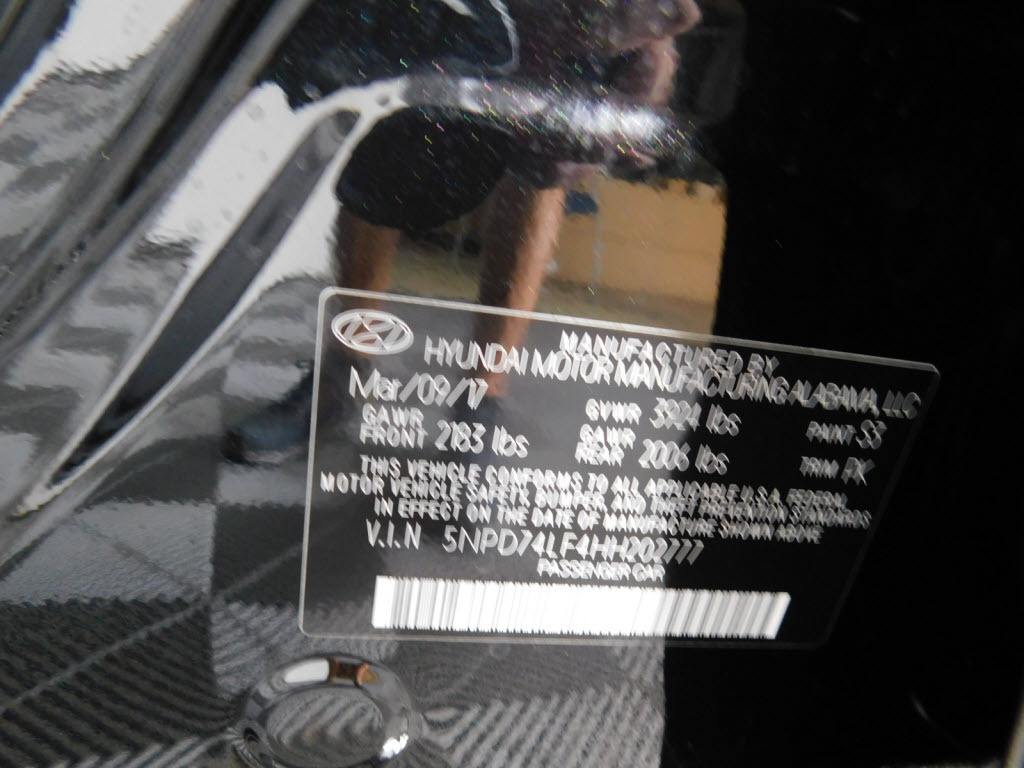 MANUFACTURED BY
HYUNDAI MOTOR MANUFACTURING ALABAMA, LLC
Mar/09/17 GVWR 3924 lbs PAINT S3
GAWR FRONT 2183 lbs GAWR REAR 2006 lbs TRIM
THIS VEHICLE CONFORMS TO ALL APPLICABLE U.S.A. FEDERAL
MOTOR VEHICLE SAFETY, BUMPER AND THEFT PREVENTION STANDARDS
IN EFFECT ON THE DATE OF MANUFACTURE SHOWN ABOVE
V.I.N 5NPD74LF4HH202777
PASSENGER CAR